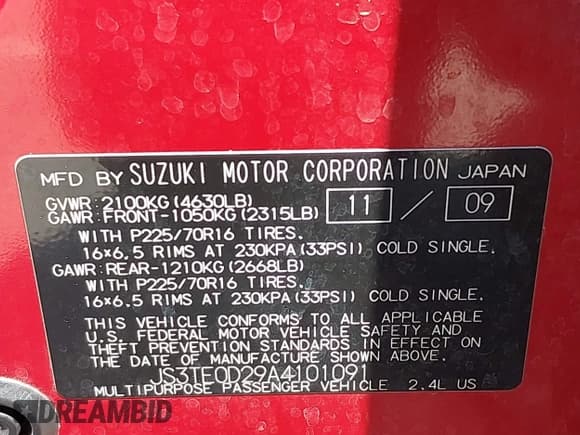 MFD BY SUZUKI MOTOR CORPORATION JAPAN
GVWR:2100KG(4630LB) 11 / 09
GAWR:FRONT-1050KG(2315LB)
WITH P225/70R16 TIRES.
16×6.5 RIMS AT 230KPA(33PSI) COLD SINGLE.
GAWR:REAR-1210KG(2668LB)
WITH P225/70R16 TIRES.
16×6.5 RIMS AT 230KPA(33PSI) COLD SINGLE.
THIS VEHICLE CONFORMS TO ALL APPLICABLE
U.S. FEDERAL MOTOR VEHICLE SAFETY AND
THEFT PREVENTION STANDARDS IN EFFECT ON
THE DATE OF MANUFACTURE SHOWN ABOVE.
JS3TE0D29A4101091
MULTIPURPOSE PASSENGER VEHICLE 2.4L US
DREAMBID